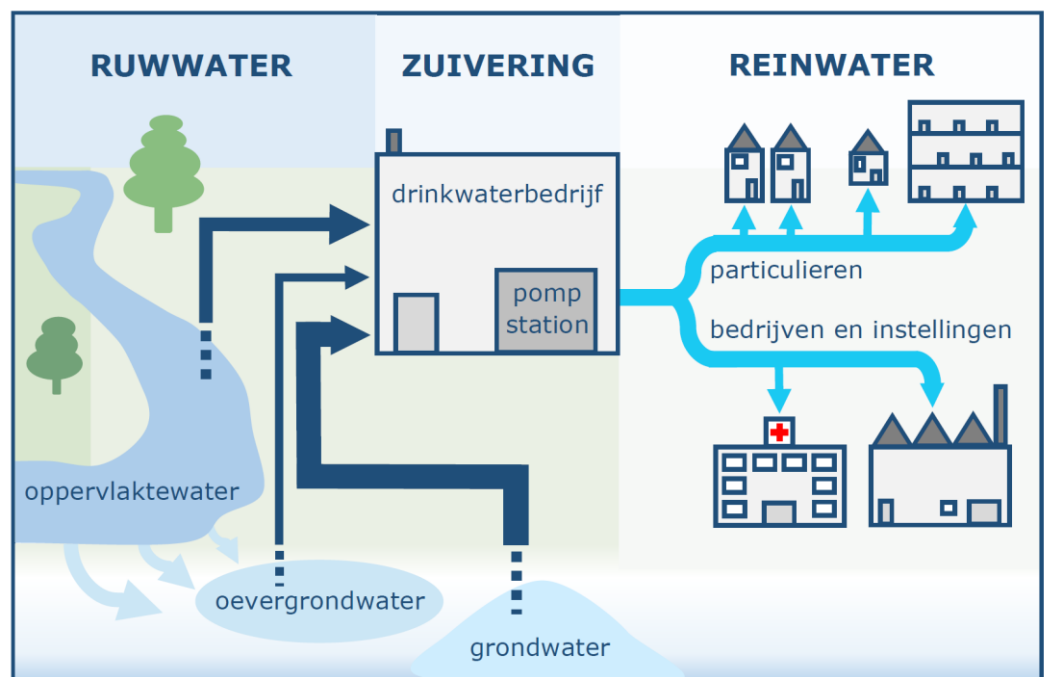 RUWWATER
ZUIVERING
REINWATER
drinkwaterbedrijf
pomp
station
particulieren
bedrijven en instellingen
oppervlaktewater
oevergrondwater
grondwater